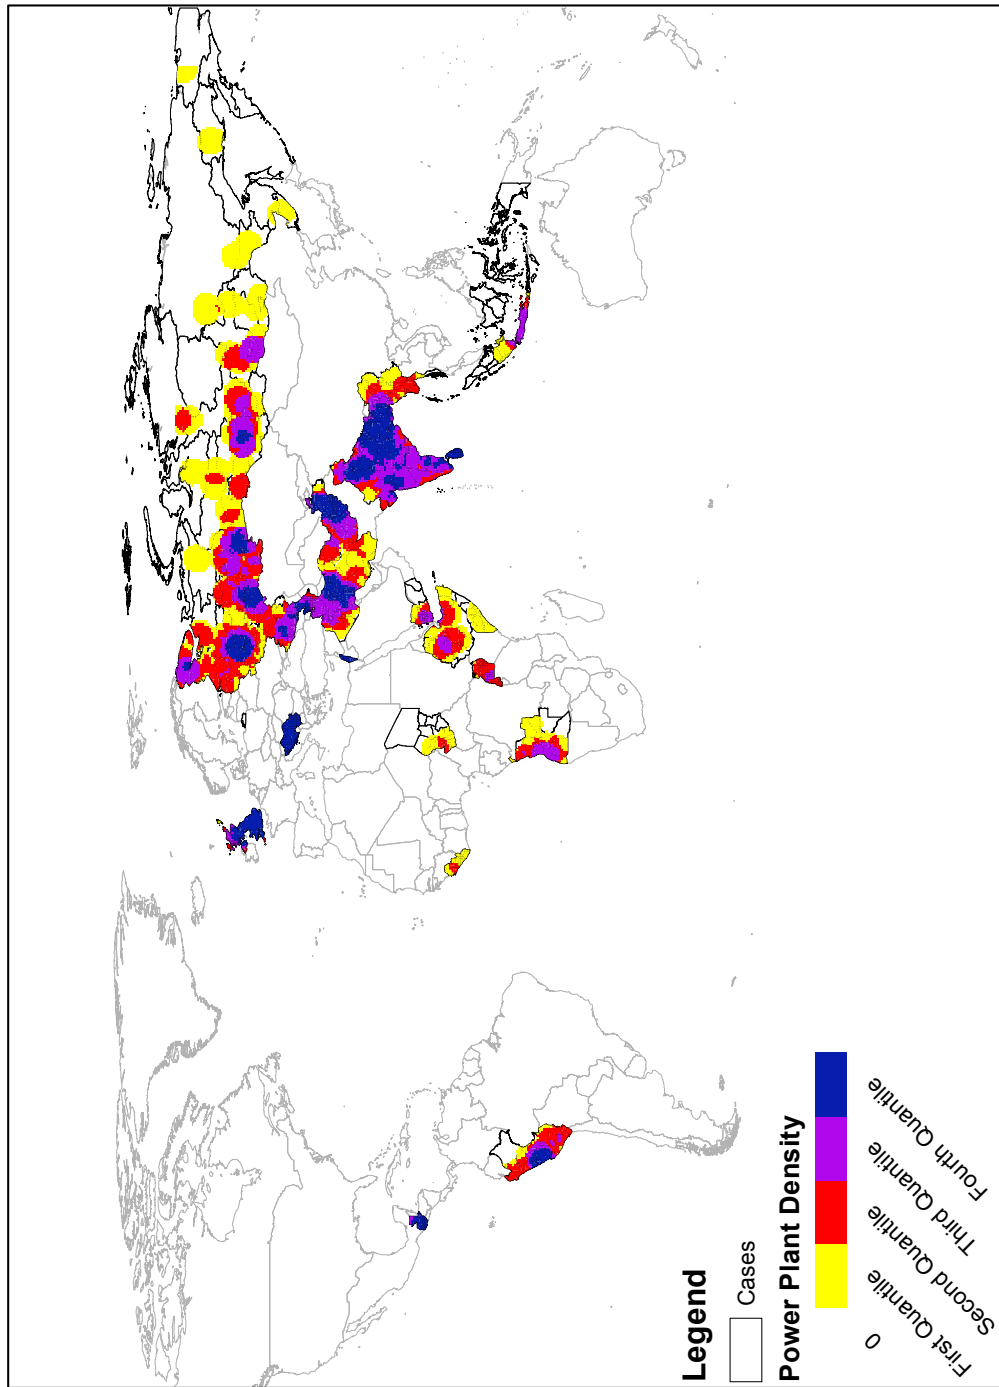 Legend
Cases
Power Plant Density
0
First Quantile
Second Quantile
Third Quantile
Fourth Quantile